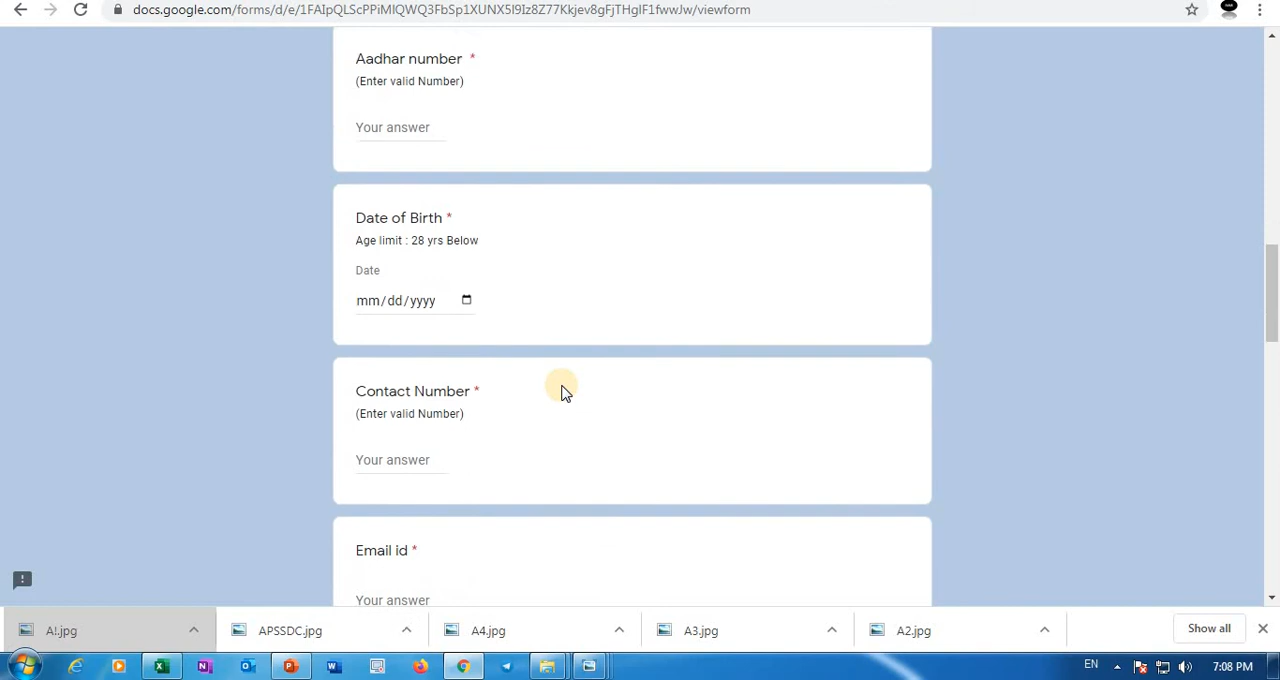 docs.google.com/forms/d/e/1FAIpQLScPPiMlQWQ3FbSp1XUNX5I9Iz8Z77Kkjev8gFjTHglF1fwwJw/viewform
Aadhar number *
(Enter valid Number)
Your answer
Date of Birth *
Age limit : 28 yrs Below
Date
mm/dd/yyyy
Contact Number *
(Enter valid Number)
Your answer
Email id *
Your answer
A!.jpg
APSSDC.jpg
A4.jpg
A3.jpg
A2.jpg
Show all
EN
7:08 PM